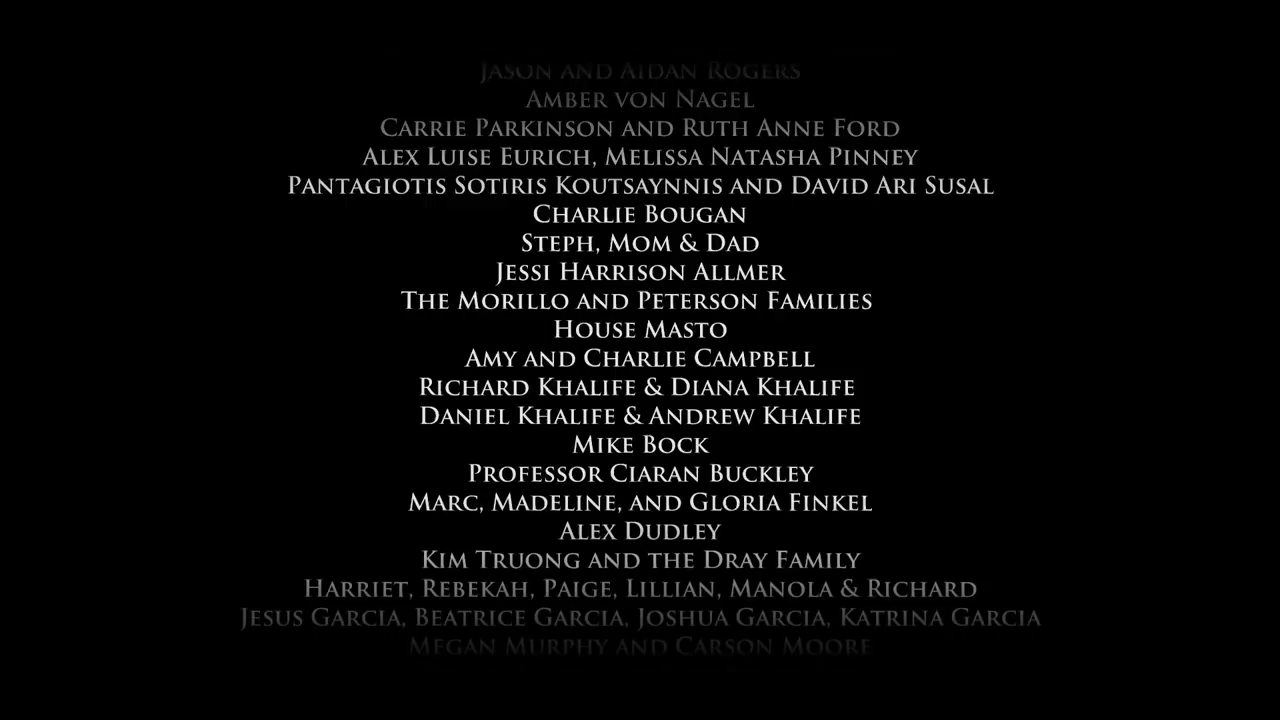 Jason and Aidan Rogers
Amber von Nagel
Carrie Parkinson and Ruth Anne Ford
Alex Luise Eurich, Melissa Natasha Pinney
Pantagiotis Sotiris Koutsaynnis and David Ari Susal
Charlie Bougan
Steph, Mom & Dad
Jessi Harrison Allmer
The Morillo and Peterson Families
House Masto
Amy and Charlie Campbell
Richard Khalife & Diana Khalife
Daniel Khalife & Andrew Khalife
Mike Bock
Professor Ciaran Buckley
Marc, Madeline, and Gloria Finkel
Alex Dudley
Kim Truong and the Dray Family
Harriet, Rebekah, Paige, Lillian, Manola & Richard
Jesus Garcia, Beatrice Garcia, Joshua Garcia, Katrina Garcia
Megan Murphy and Carson Moore